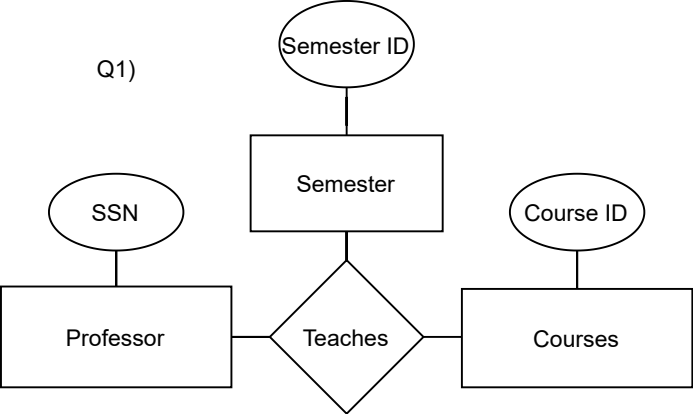 Semester ID
Q1)
Semester
SSN
Course ID
Professor
Teaches
Courses